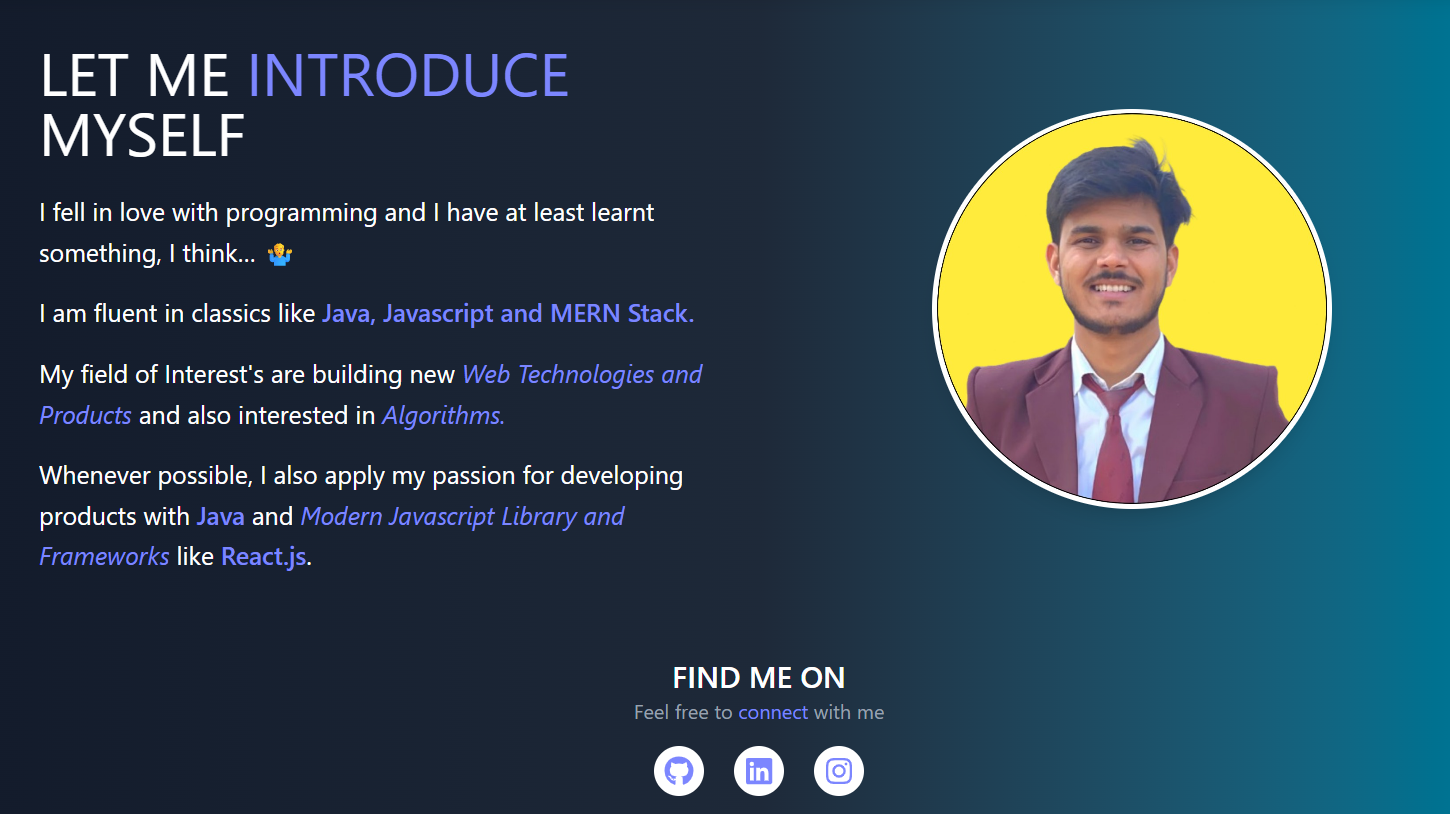 LET ME INTRODUCE
MYSELF
I fell in love with programming and I have at least learnt
something, I think... 🤷‍♂️
I am fluent in classics like Java, Javascript and MERN Stack.
My field of Interest's are building new Web Technologies and
Products and also interested in Algorithms.
Whenever possible, I also apply my passion for developing
products with Java and Modern Javascript Library and
Frameworks like React.js.
FIND ME ON
Feel free to connect with me
in